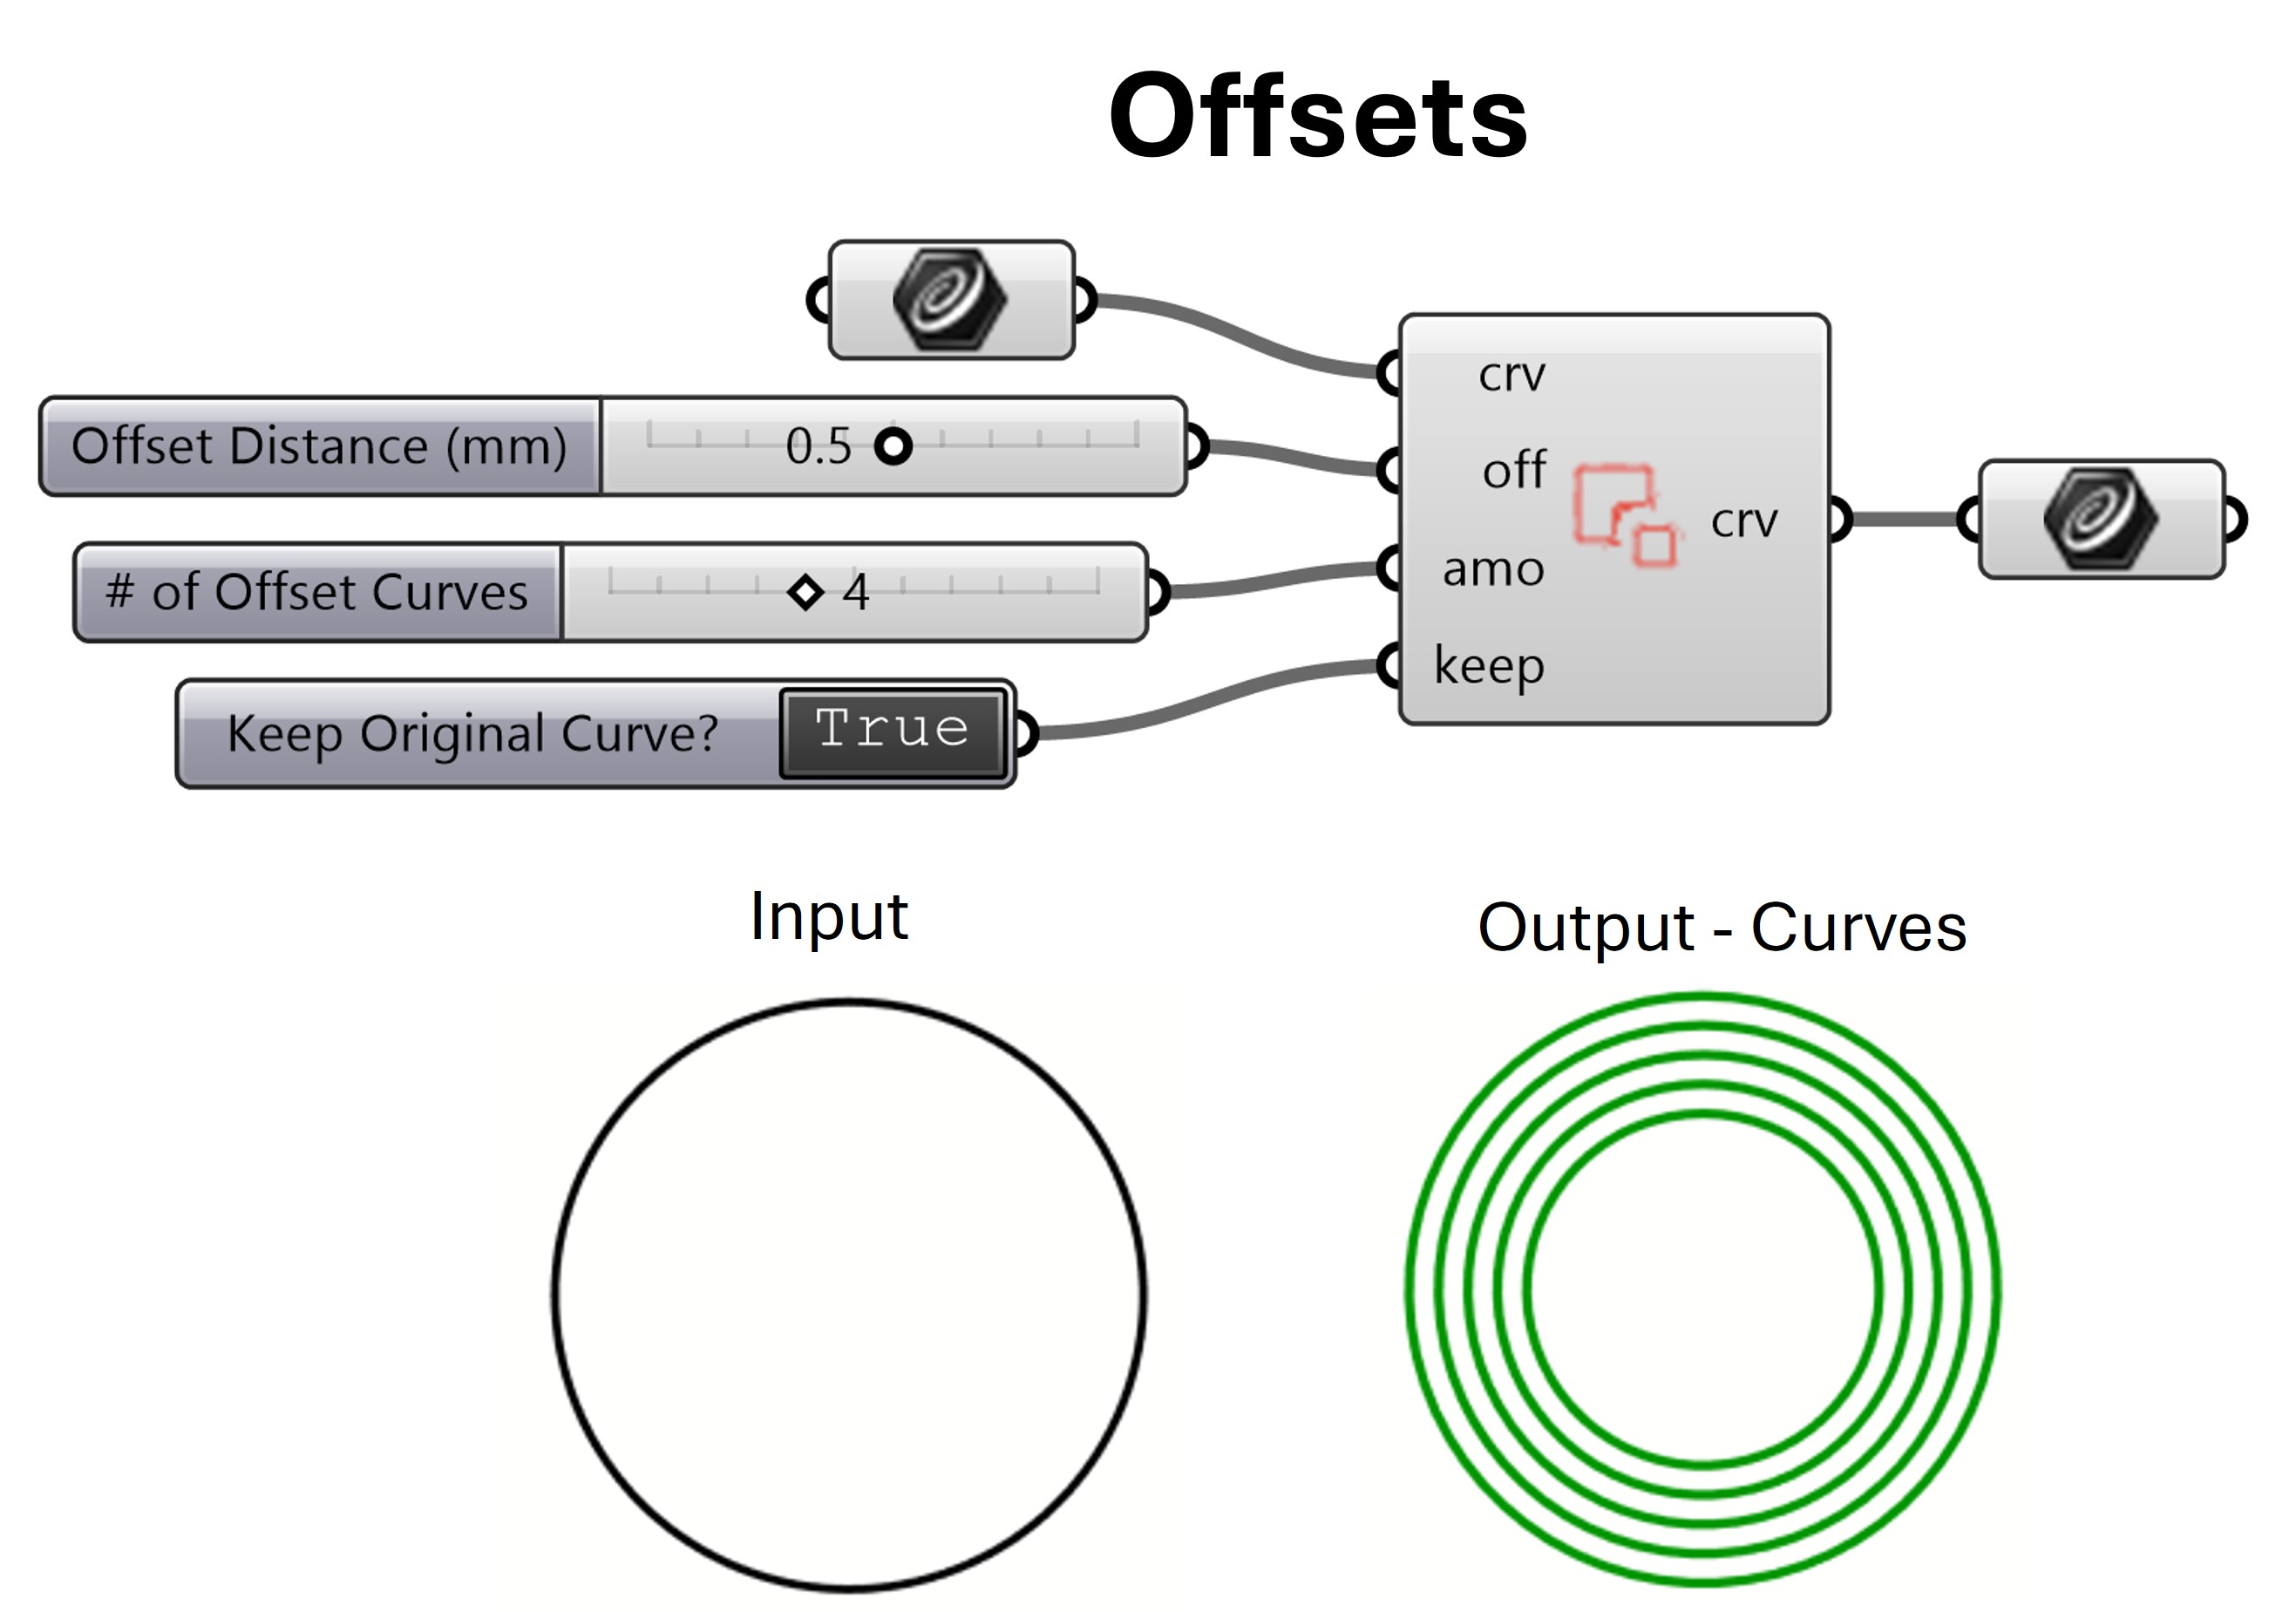 Offsets
crv
Offset Distance (mm) 0.5
off
crv
# of Offset Curves 4
amo
keep
Keep Original Curve? True
Input
Output - Curves